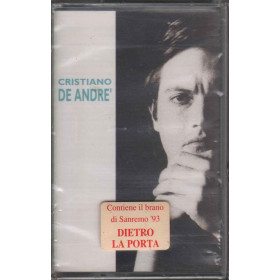 CRISTIANO
DE ANDRE'
Contiene il brano
di Sanremo '93
DIETRO
LA PORTA